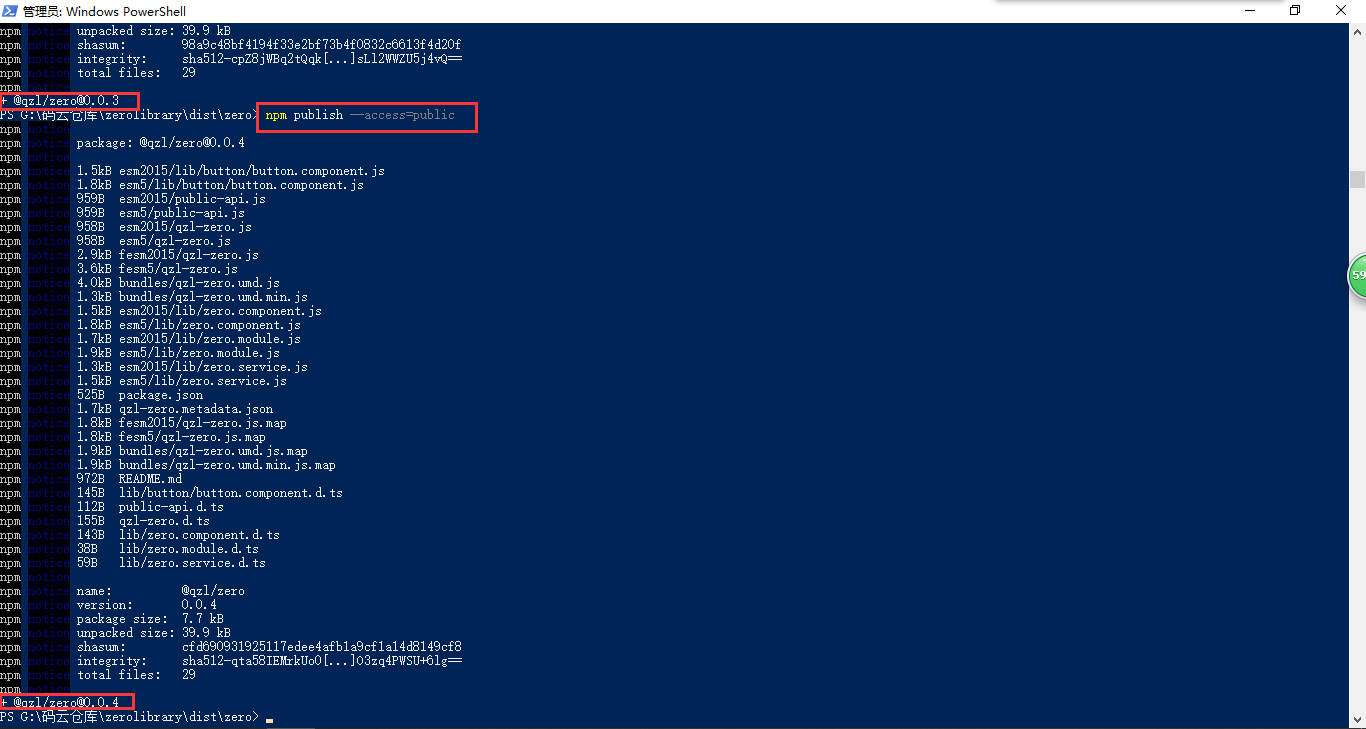 管理员: Windows PowerShell
npm notice unpacked size: 39.9 kB
npm notice shasum: 98a9c48bf4194f33e2bf73b4f0832c6613f4d20f
npm notice integrity: sha512-cpZ8jWBq2tQqk[...]sLl2WWZU5j4vQ==
npm notice total files: 29
npm notice
+ @qzl/zero@0.0.3
PS G:\码云仓库\zerolibrary\dist\zero> npm publish --access=public
npm notice
npm notice package: @qzl/zero@0.0.4
npm notice
npm notice 1.5kB esm2015/lib/button/button.component.js
npm notice 1.8kB esm5/lib/button/button.component.js
npm notice 959B esm2015/public-api.js
npm notice 959B esm5/public-api.js
npm notice 958B esm2015/qzl-zero.js
npm notice 958B esm5/qzl-zero.js
npm notice 2.9kB fesm2015/qzl-zero.js
npm notice 3.6kB fesm5/qzl-zero.js
npm notice 4.0kB bundles/qzl-zero.umd.js
npm notice 1.3kB bundles/qzl-zero.umd.min.js
npm notice 1.5kB esm2015/lib/zero.component.js
npm notice 1.8kB esm5/lib/zero.component.js
npm notice 1.7kB esm2015/lib/zero.module.js
npm notice 1.9kB esm5/lib/zero.module.js
npm notice 1.3kB esm2015/lib/zero.service.js
npm notice 1.5kB esm5/lib/zero.service.js
npm notice 525B package.json
npm notice 1.7kB qzl-zero.metadata.json
npm notice 1.8kB fesm2015/qzl-zero.js.map
npm notice 1.8kB fesm5/qzl-zero.js.map
npm notice 1.9kB bundles/qzl-zero.umd.js.map
npm notice 1.9kB bundles/qzl-zero.umd.min.js.map
npm notice 972B README.md
npm notice 145B lib/button/button.component.d.ts
npm notice 112B public-api.d.ts
npm notice 155B qzl-zero.d.ts
npm notice 143B lib/zero.component.d.ts
npm notice 38B lib/zero.module.d.ts
npm notice 59B lib/zero.service.d.ts
npm notice
npm notice name: @qzl/zero
npm notice version: 0.0.4
npm notice package size: 7.7 kB
npm notice unpacked size: 39.9 kB
npm notice shasum: cfd690931925117edee4afb1a9cf1a14d8149cf8
npm notice integrity: sha512-qta58IEMrkUoO[...]O3zq4PWSU+6lg==
npm notice total files: 29
npm notice
+ @qzl/zero@0.0.4
PS G:\码云仓库\zerolibrary\dist\zero>
59